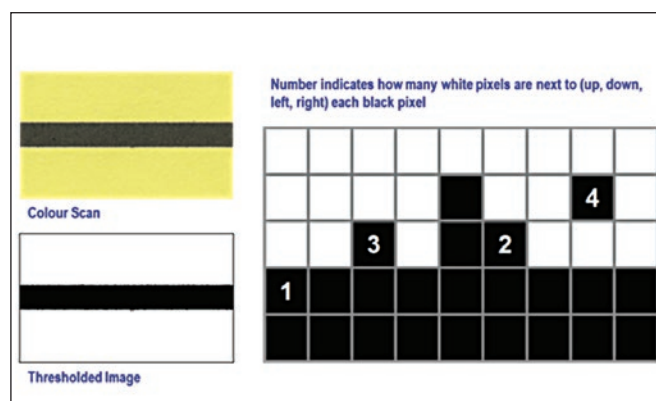 Number indicates how many white pixels are next to (up, down,
left, right) each black pixel
Colour Scan
4
3
2
1
Thresholded Image